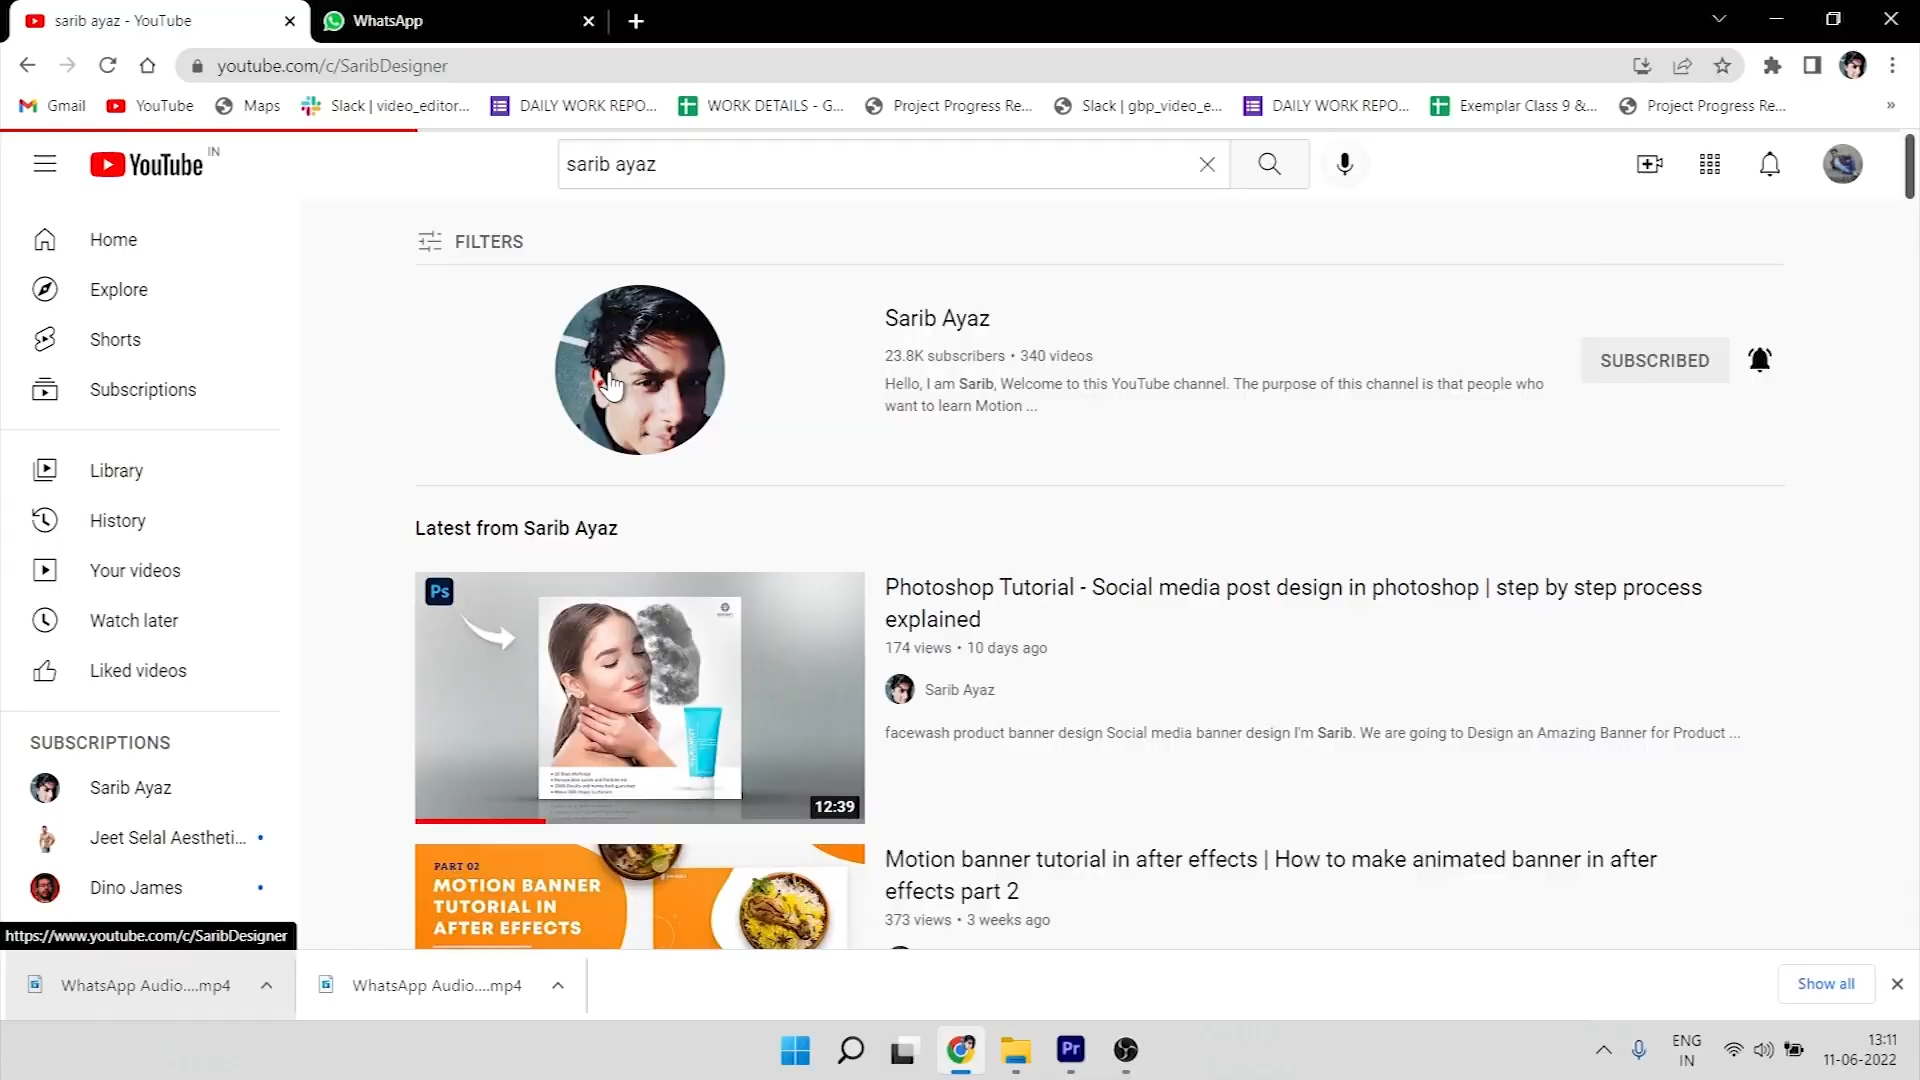 sarib ayaz - YouTube
WhatsApp
youtube.com/c/SaribDesigner
Gmail
YouTube
Maps
Slack | video_editor...
DAILY WORK REPO...
WORK DETAILS - G...
Project Progress Re...
Slack | gbp_video_e...
DAILY WORK REPO...
Exemplar Class 9 &...
Project Progress Re...
»
YouTube IN
sarib ayaz
Home
Explore
Shorts
Subscriptions
Library
History
Your videos
Watch later
Liked videos
SUBSCRIPTIONS
Sarib Ayaz
Jeet Selal Aestheti...
Dino James
FILTERS
Sarib Ayaz
23.8K subscribers • 340 videos
Hello, I am Sarib, Welcome to this YouTube channel. The purpose of this channel is that people who
want to learn Motion ...
SUBSCRIBED
Latest from Sarib Ayaz
Ps
12:39
Photoshop Tutorial - Social media post design in photoshop | step by step process
explained
174 views • 10 days ago
Sarib Ayaz
facewash product banner design Social media banner design I'm Sarib. We are going to Design an Amazing Banner for Product ...
PART 02
MOTION BANNER
TUTORIAL IN
AFTER EFFECTS
Motion banner tutorial in after effects | How to make animated banner in after
effects part 2
373 views • 3 weeks ago
https://www.youtube.com/c/SaribDesigner
WhatsApp Audio....mp4
WhatsApp Audio....mp4
Show all
Pr
ENG
IN
13:11
11-06-2022